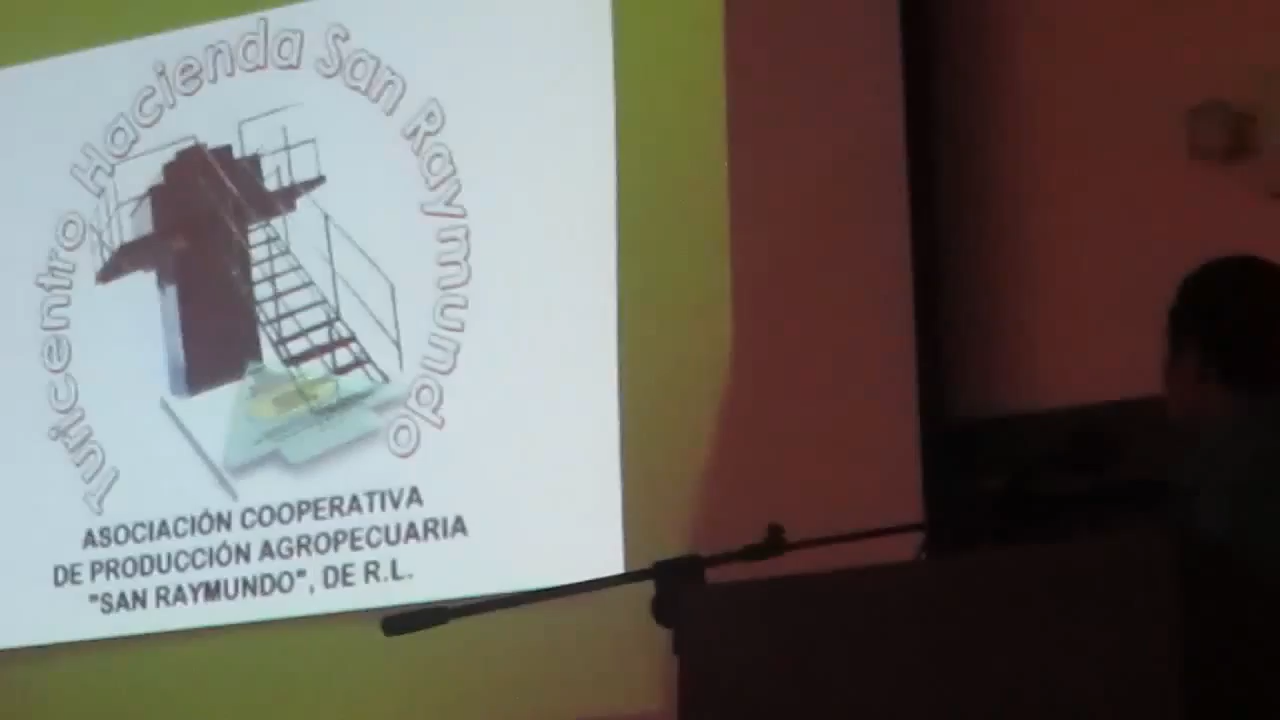 Turicentro Hacienda San Raymundo
ASOCIACIÓN COOPERATIVA
DE PRODUCCIÓN AGROPECUARIA
"SAN RAYMUNDO", DE R.L.